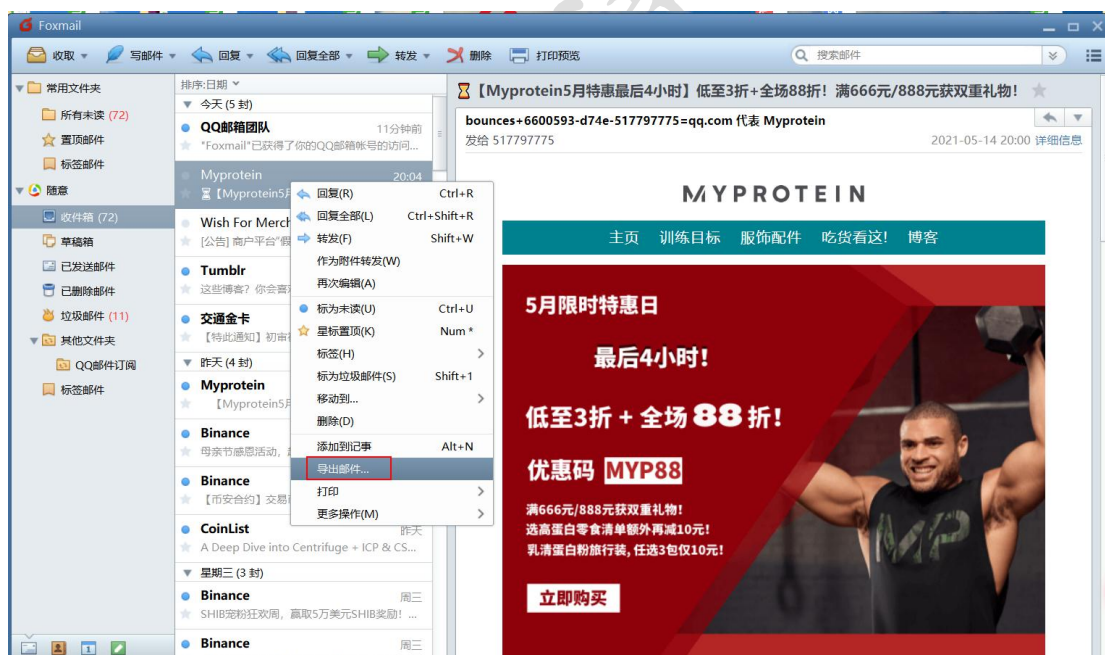 Foxmail
收取 写邮件 回复 回复全部 转发 删除 打印预览 搜索邮件
常用文件夹
所有未读 (72)
置顶邮件
标签邮件
随意
收件箱 (72)
草稿箱
已发送邮件
已删除邮件
垃圾邮件 (11)
其他文件夹
QQ邮件订阅
标签邮件
排序:日期
今天 (5 封)
QQ邮箱团队 11分钟前
"Foxmail"已获得了你的QQ邮箱帐号的访问...
Myprotein 20:04
【Myprotein5月
Wish For Merch
[公告] 商户平台"假
Tumblr
这些博客？你会喜
交通金卡
【特此通知】初审
昨天 (4 封)
Myprotein
【Myprotein5月
Binance
母亲节感恩活动，
Binance
【币安合约】交易
CoinList 昨天
A Deep Dive into Centrifuge + ICP & CS...
星期三 (3 封)
Binance 周三
SHIB宠粉狂欢周，赢取5万美元SHIB奖励！...
Binance 周三
回复(R) Ctrl+R
回复全部(L) Ctrl+Shift+R
转发(F) Shift+W
作为附件转发(W)
再次编辑(A)
标为未读(U) Ctrl+U
星标置顶(K) Num *
标签(H)
标为垃圾邮件(S) Shift+1
移动到...
删除(D)
添加到记事 Alt+N
导出邮件...
打印
更多操作(M)
【Myprotein5月特惠最后4小时】低至3折+全场88折！满666元/888元获双重礼物！
bounces+6600593-d74e-517797775=qq.com 代表 Myprotein
发给 517797775 2021-05-14 20:00 详细信息
MYPROTEIN
主页 训练目标 服饰配件 吃货看这! 博客
5月限时特惠日
最后4小时!
低至3折 + 全场88折!
优惠码 MYP88
满666元/888元获双重礼物!
选高蛋白零食清单额外再减10元!
乳清蛋白粉旅行装, 任选3包仅10元!
立即购买
MP